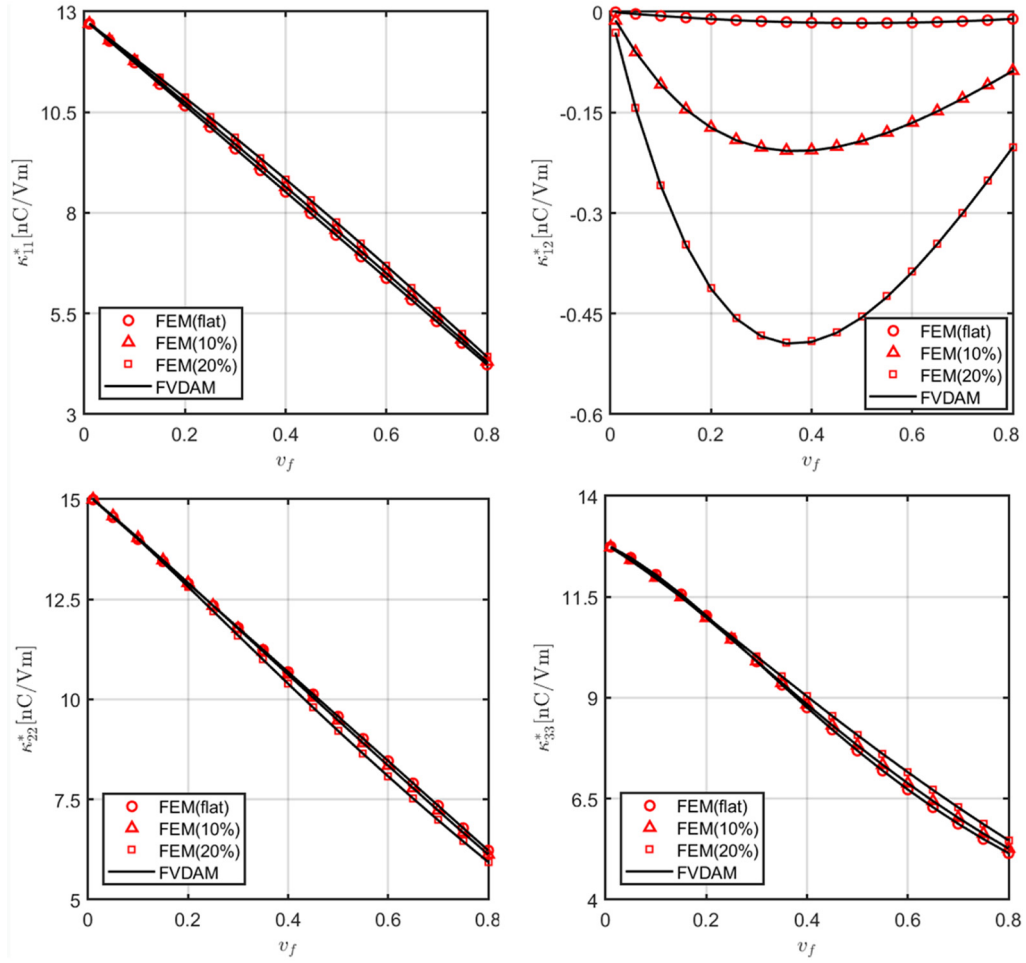 13
10.5
8
5.5
3
κ*11[nC/Vm]
FEM(flat)
FEM(10%)
FEM(20%)
FVDAM
0 0.2 0.4 0.6 0.8
vf
0
-0.15
-0.3
-0.45
-0.6
κ*12[nC/Vm]
FEM(flat)
FEM(10%)
FEM(20%)
FVDAM
0 0.2 0.4 0.6 0.8
vf
15
12.5
10
7.5
5
κ*22[nC/Vm]
FEM(flat)
FEM(10%)
FEM(20%)
FVDAM
0 0.2 0.4 0.6 0.8
vf
14
11.5
9
6.5
4
κ*33[nC/Vm]
FEM(flat)
FEM(10%)
FEM(20%)
FVDAM
0 0.2 0.4 0.6 0.8
vf